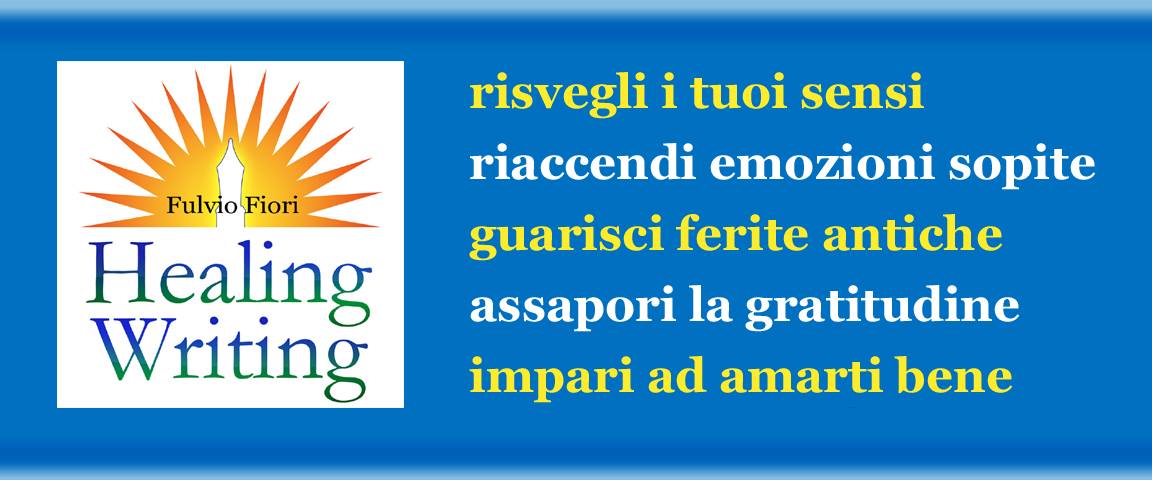 Fulvio Fiori
Healing
Writing
risvegli i tuoi sensi
riaccendi emozioni sopite
guarisci ferite antiche
assapori la gratitudine
impari ad amarti bene